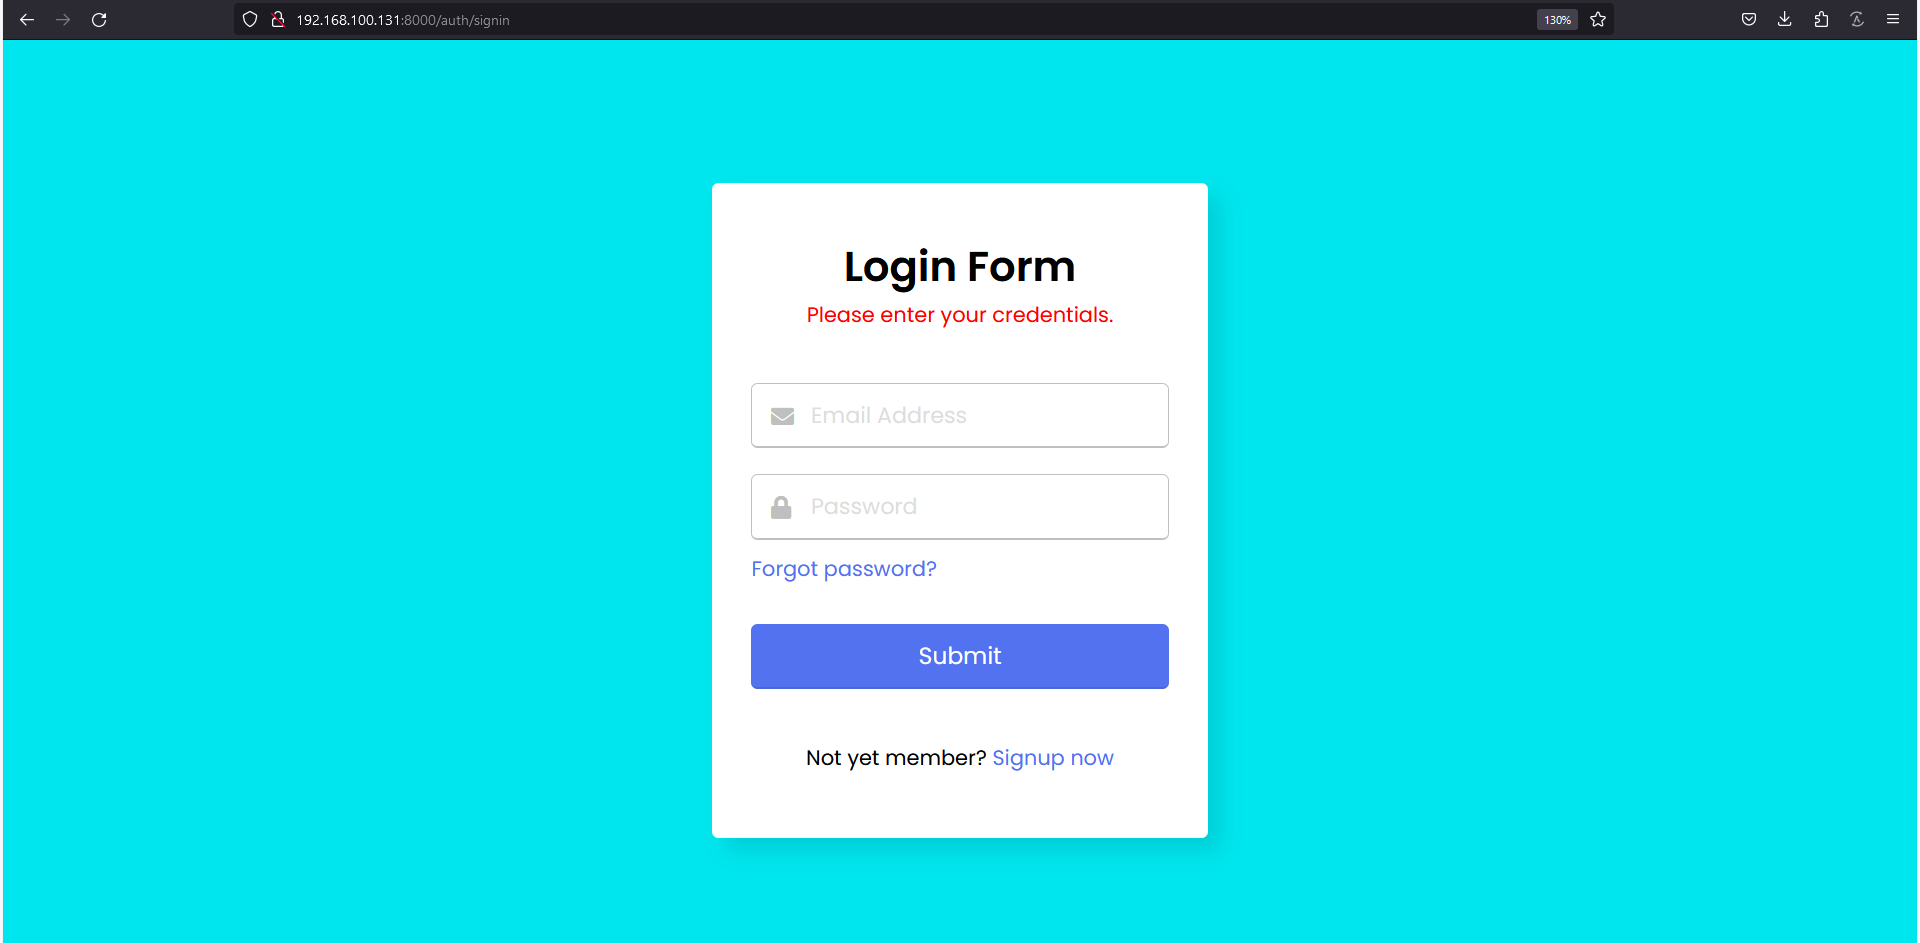 192.168.100.131:8000/auth/signin
130%
Login Form
Please enter your credentials.
Email Address
Password
Forgot password?
Submit
Not yet member? Signup now